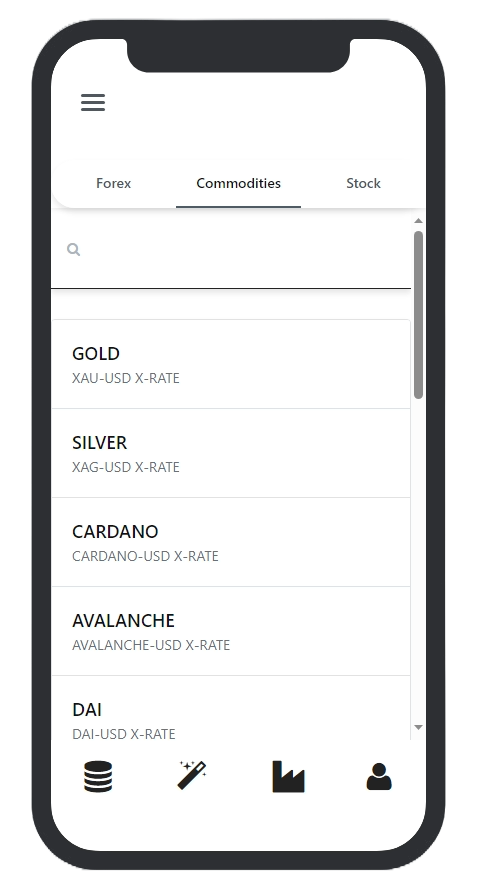 Forex Commodities Stock
GOLD
XAU-USD X-RATE
SILVER
XAG-USD X-RATE
CARDANO
CARDANO-USD X-RATE
AVALANCHE
AVALANCHE-USD X-RATE
DAI
DAI-USD X-RATE